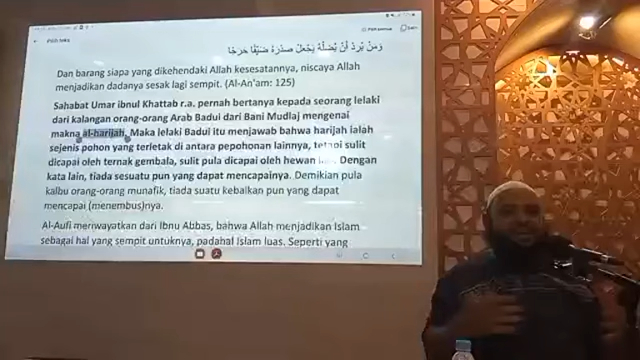 وَمَنْ يُرِدْ أَنْ يُضِلَّهُ يَجْعَلْ صَدْرَهُ ضَيِّقًا حَرَجًا
Dan barang siapa yang dikehendaki Allah kesesatannya, niscaya Allah
menjadikan dadanya sesak lagi sempit. (Al-An'am: 125)
Sahabat Umar ibnul Khattab r.a. pernah bertanya kepada seorang lelaki
dari kalangan orang-orang Arab Badui dari Bani Mudlaj mengenai
makna al-harijah. Maka lelaki Badui itu menjawab bahwa harijah ialah
sejenis pohon yang terletak di antara pepohonan lainnya, tetapi sulit
dicapai oleh ternak gembala, sulit pula dicapai oleh hewan Dengan
kata lain, tiada sesuatu pun yang dapat mencapainya. Demikian pula
kalbu orang-orang munafik, tiada suatu kebaikan pun yang dapat
mencapai (menembus)nya.
Al-Aufi meriwayatkan dari Ibnu Abbas, bahwa Allah menjadikan Islam
sebagai hal yang sempit untuknya, padahal Islam luas. Seperti yang